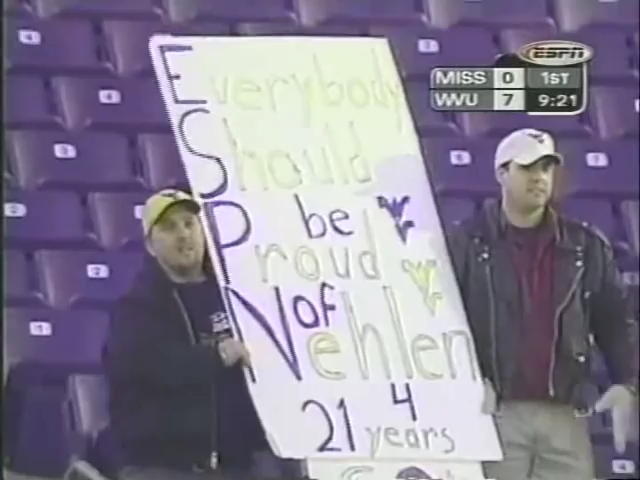 ESPN
MISS 0 1ST
WVU 7 9:21
Everybody
Should
be
Proud
of
Nehlen
4
21 years